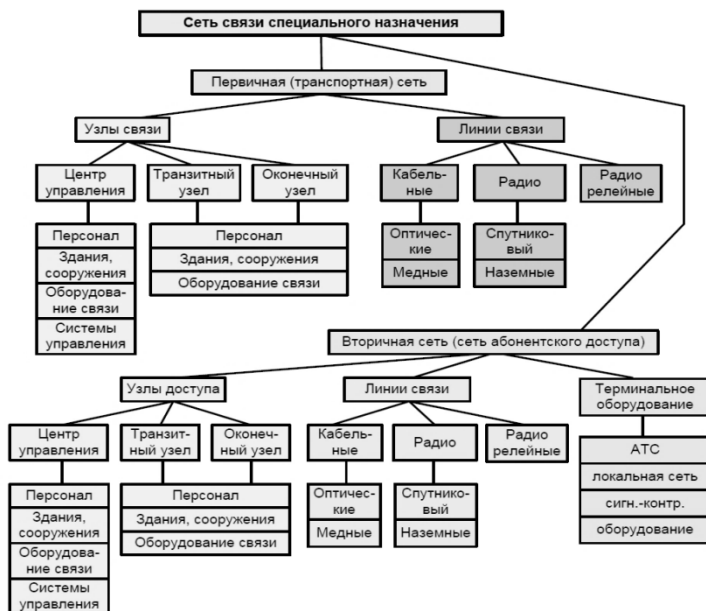 Сеть связи специального назначения
Первичная (транспортная) сеть
Узлы связи
Линии связи
Центр
управления
Транзитный
узел
Оконечный
узел
Кабель-
ные
Радио
Радио
релейные
Персонал
Здания,
сооружения
Оборудова-
ние связи
Системы
управления
Персонал
Здания, сооружения
Оборудование связи
Оптичес-
кие
Медные
Спутнико-
вый
Наземные
Вторичная сеть (сеть абонентского доступа)
Узлы доступа
Линии связи
Терминальное
оборудование
Центр
управления
Транзит-
ный узел
Оконеч-
ный узел
Кабель-
ные
Радио
Радио
релейные
АТС
локальная сеть
сигн.-контр.
оборудование
Персонал
Здания,
сооружения
Оборудова-
ние связи
Системы
управления
Персонал
Здания, сооружения
Оборудование связи
Оптичес-
кие
Медные
Спутнико-
вый
Наземные